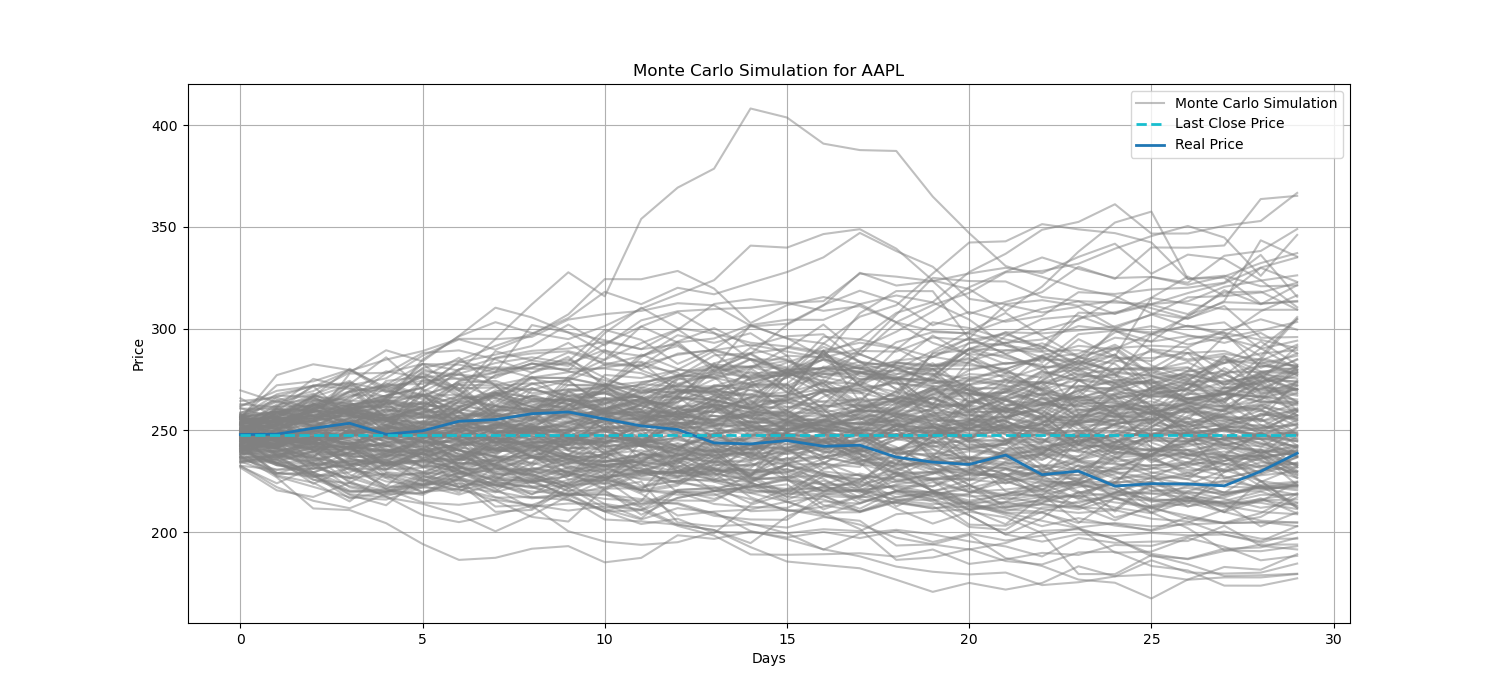 Monte Carlo Simulation for AAPL
Monte Carlo Simulation
Last Close Price
Real Price
400
350
300
250
200
Price
0 5 10 15 20 25 30
Days